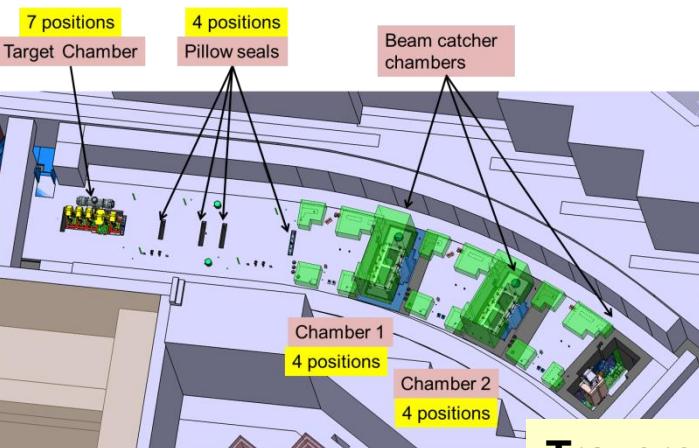 7 positions
Target Chamber
4 positions
Pillow seals
Beam catcher
chambers
Chamber 1
4 positions
Chamber 2
4 positions